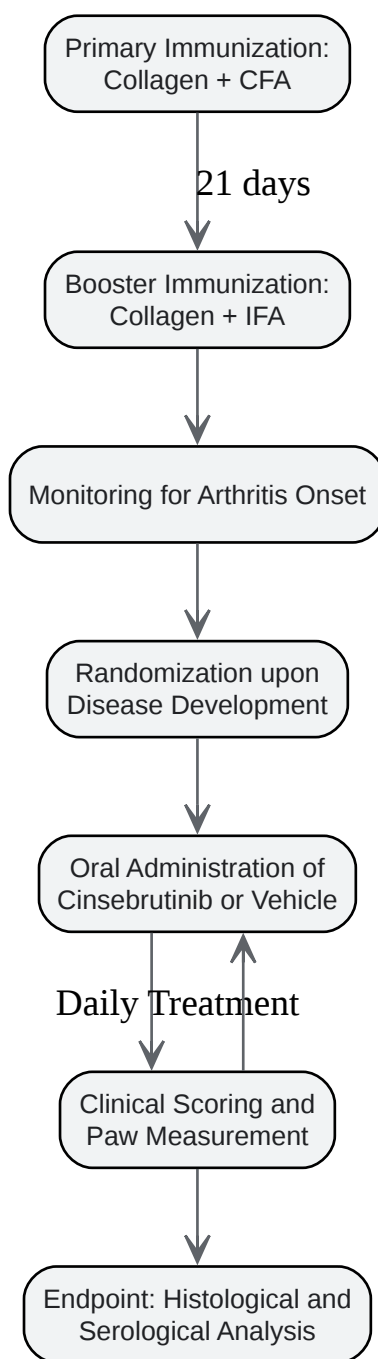 Primary Immunization:
Collagen + CFA
21 days
Booster Immunization:
Collagen + IFA
Monitoring for Arthritis Onset
Randomization upon
Disease Development
Oral Administration of
Cinsebrutinib or Vehicle
Daily Treatment
Clinical Scoring and
Paw Measurement
Endpoint: Histological and
Serological Analysis